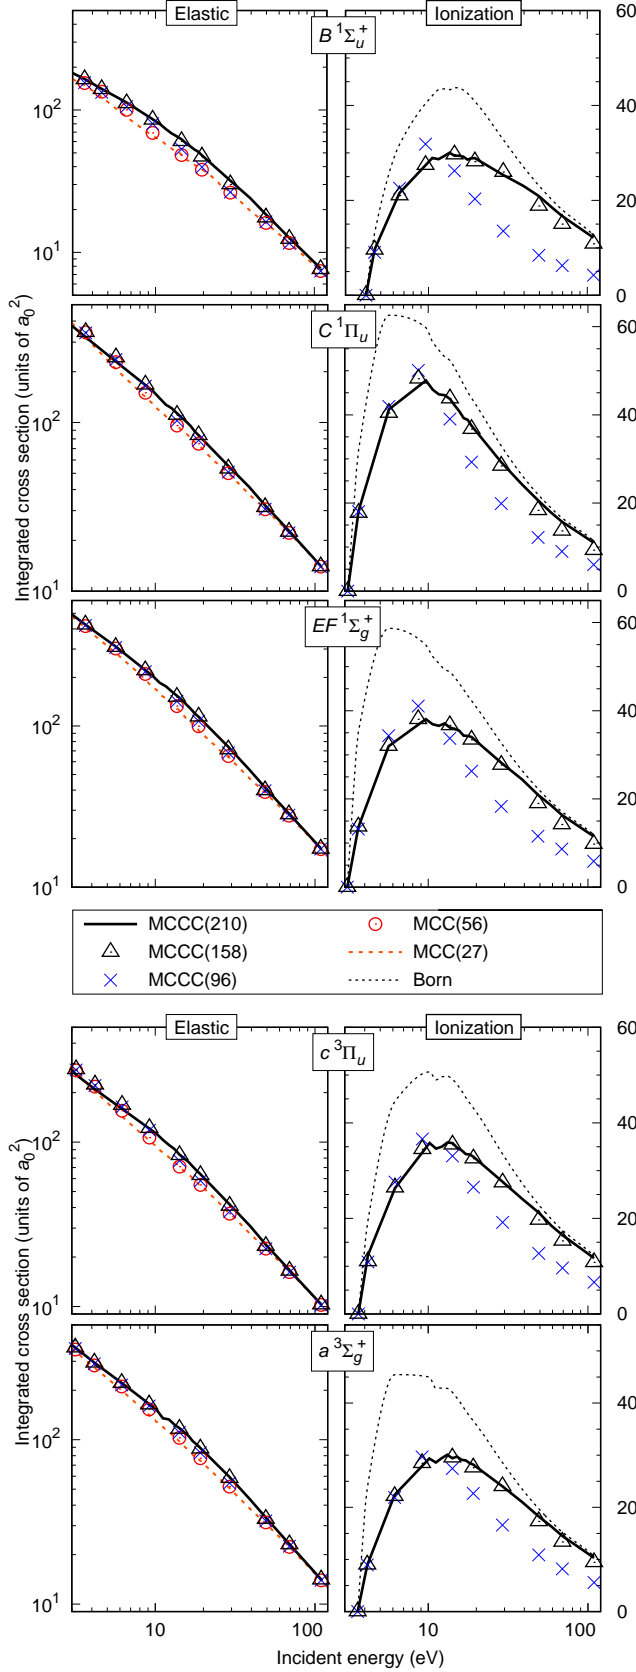 Elastic
Ionization
B ¹Σᵤ⁺
60
40
20
0
10²
10¹
C ¹Πᵤ
60
40
20
0
10²
10¹
Integrated cross section (units of a₀²)
EF ¹Σg⁺
60
40
20
0
10²
10¹
MCCC(210)
MCC(56)
MCCC(158)
MCC(27)
MCCC(96)
Born
Elastic
Ionization
c ³Πᵤ
60
40
20
0
10²
10¹
Integrated cross section (units of a₀²)
a ³Σg⁺
40
20
0
10²
10¹
10
100
10
100
Incident energy (eV)